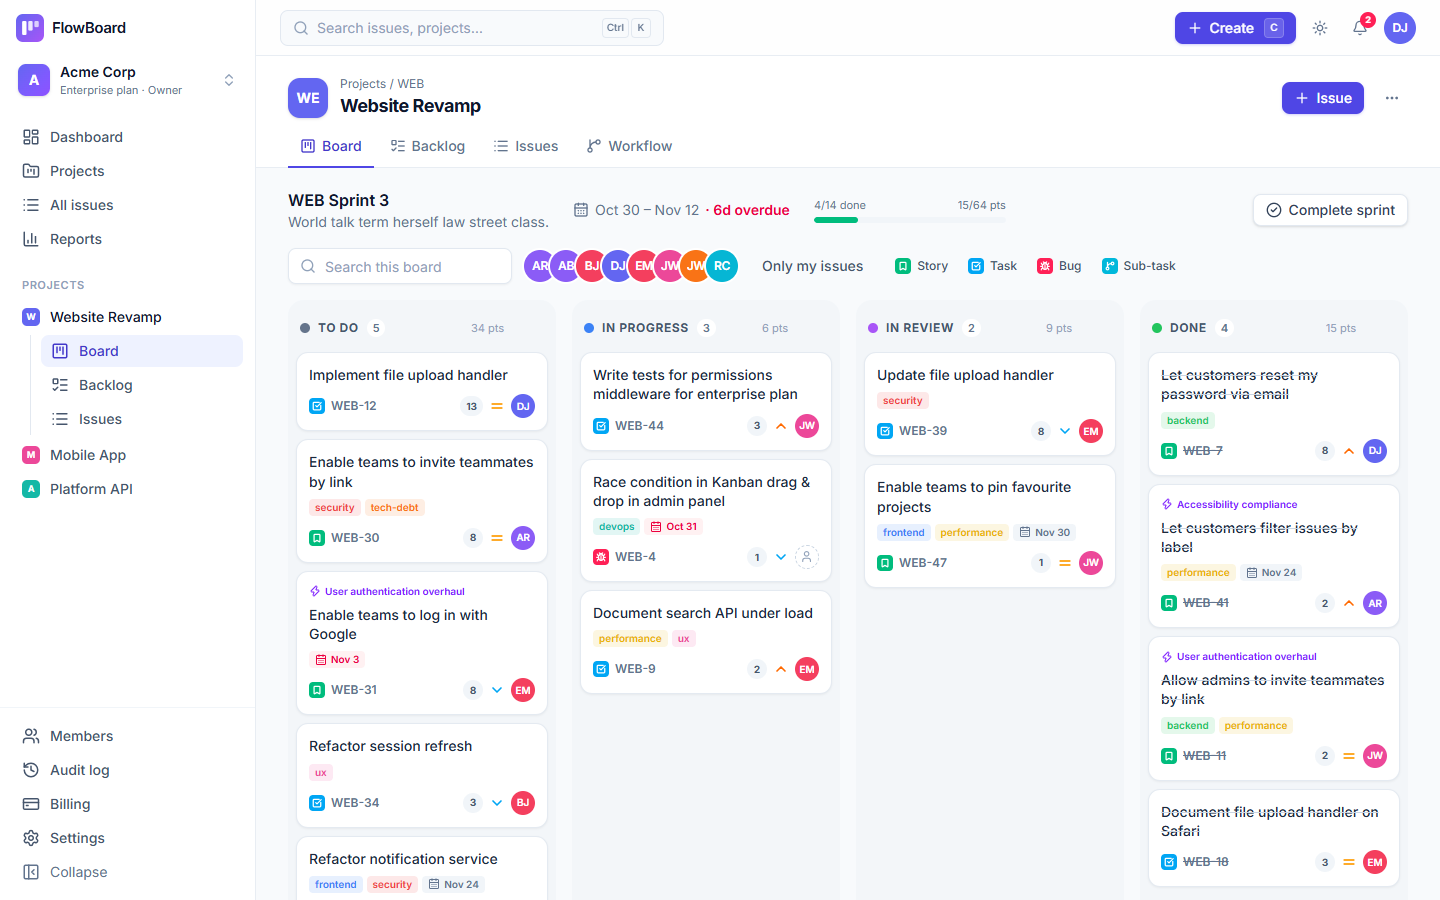 FlowBoard
A
Acme Corp
Enterprise plan · Owner
Dashboard
Projects
All issues
Reports
PROJECTS
W Website Revamp
Board
Backlog
Issues
M Mobile App
A Platform API
Members
Audit log
Billing
Settings
Collapse
Search issues, projects...
Ctrl K
Create C
2
DJ
WE
Projects / WEB
Website Revamp
Issue
Board
Backlog
Issues
Workflow
WEB Sprint 3
World talk term herself law street class.
Oct 30 – Nov 12 · 6d overdue
4/14 done 15/64 pts
Complete sprint
Search this board
AR AB BJ DJ EM JW JW RC
Only my issues
Story
Task
Bug
Sub-task
TO DO 5 34 pts
Implement file upload handler
WEB-12 13 DJ
Enable teams to invite teammates
by link
security tech-debt
WEB-30 8 AR
User authentication overhaul
Enable teams to log in with
Google
Nov 3
WEB-31 8 EM
Refactor session refresh
ux
WEB-34 3 BJ
Refactor notification service
frontend security Nov 24
IN PROGRESS 3 6 pts
Write tests for permissions
middleware for enterprise plan
WEB-44 3 JW
Race condition in Kanban drag &
drop in admin panel
devops Oct 31
WEB-4 1
Document search API under load
performance ux
WEB-9 2 EM
IN REVIEW 2 9 pts
Update file upload handler
security
WEB-39 8 EM
Enable teams to pin favourite
projects
frontend performance Nov 30
WEB-47 1 JW
DONE 4 15 pts
Let customers reset my
password via email
backend
WEB-7 8 DJ
Accessibility compliance
Let customers filter issues by
label
performance Nov 24
WEB-41 2 AR
User authentication overhaul
Allow admins to invite teammates
by link
backend performance
WEB-11 2 JW
Document file upload handler on
Safari
WEB-18 3 EM